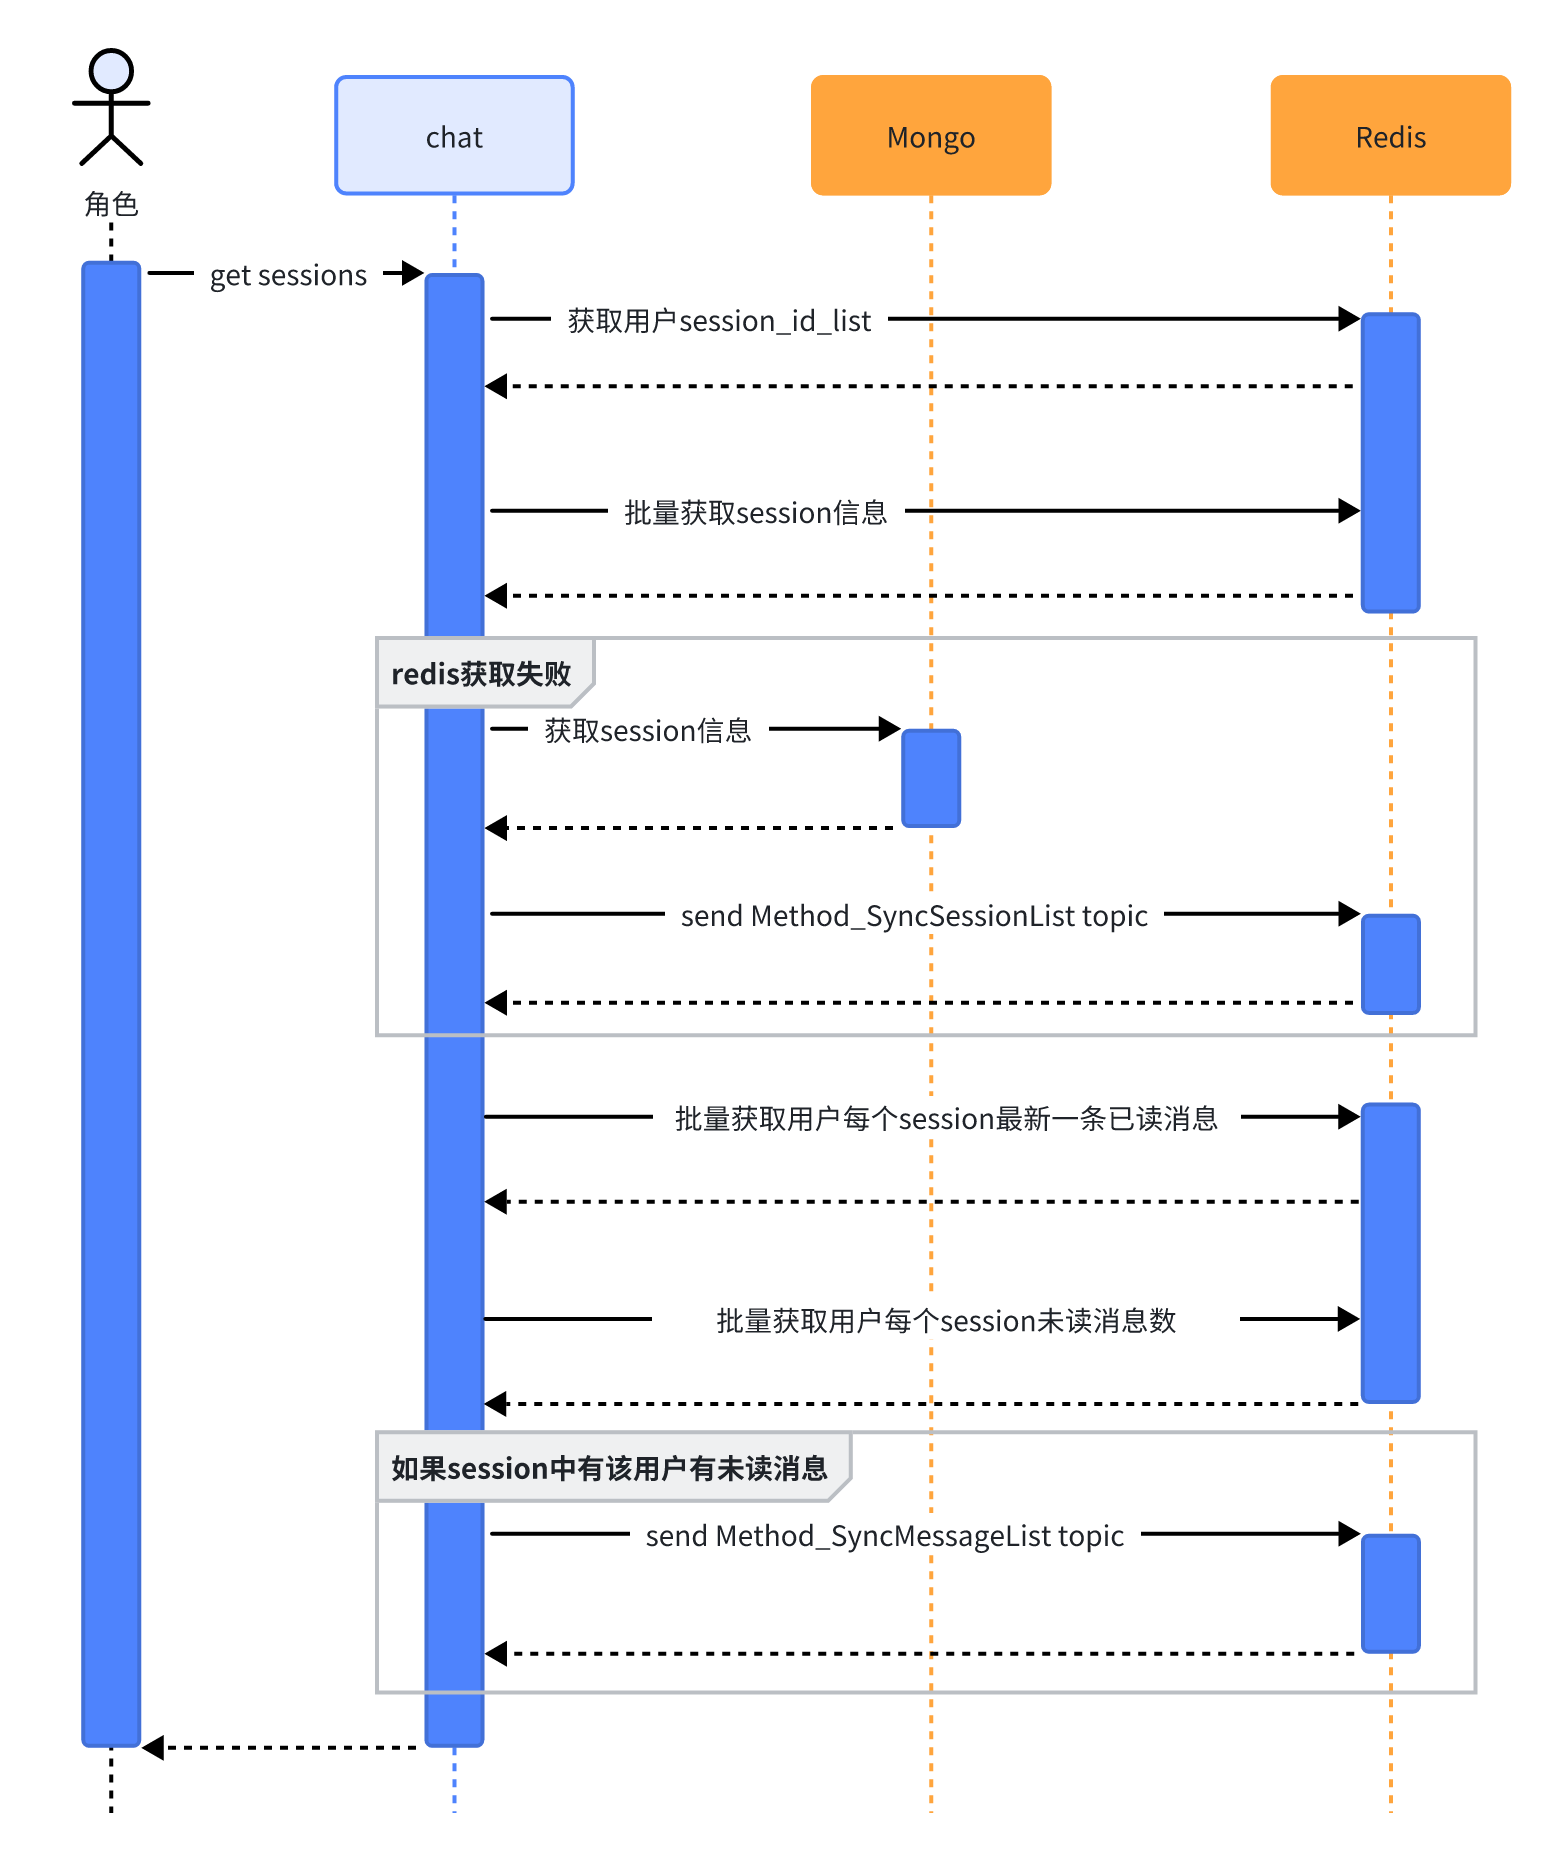 chat
Mongo
Redis
角色
get sessions
获取用户session_id_list
批量获取session信息
redis获取失败
获取session信息
send Method_SyncSessionList topic
批量获取用户每个session最新一条已读消息
批量获取用户每个session未读消息数
如果session中有该用户有未读消息
send Method_SyncMessageList topic